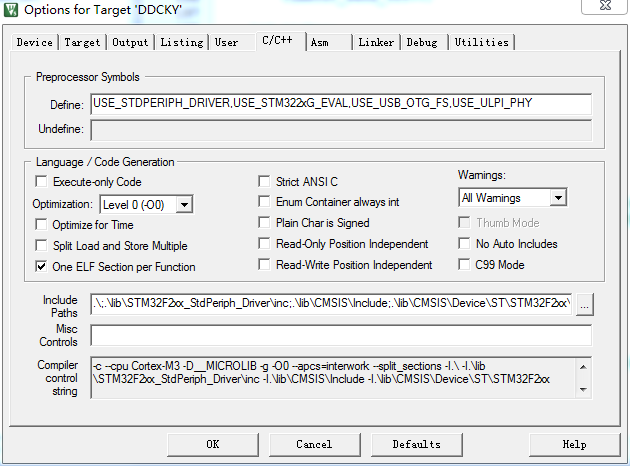 Options for Target 'DDCKY'
Device Target Output Listing User C/C++ Asm Linker Debug Utilities
Preprocessor Symbols
Define: USE_STDPERIPH_DRIVER,USE_STM322xG_EVAL,USE_USB_OTG_FS,USE_ULPI_PHY
Undefine:
Language / Code Generation
Execute-only Code
Optimization: Level 0 (-O0)
Optimize for Time
Split Load and Store Multiple
One ELF Section per Function
Strict ANSI C
Enum Container always int
Plain Char is Signed
Read-Only Position Independent
Read-Write Position Independent
Warnings:
All Warnings
Thumb Mode
No Auto Includes
C99 Mode
Include
Paths
.\;.\lib\STM32F2xx_StdPeriph_Driver\inc;.\lib\CMSIS\Include;.\lib\CMSIS\Device\ST\STM32F2xx\
...
Misc
Controls
Compiler
control
string
-c --cpu Cortex-M3 -D__MICROLIB -g -O0 --apcs=interwork --split_sections -I.\ -I.\lib
\STM32F2xx_StdPeriph_Driver\inc -I.\lib\CMSIS\Include -I.\lib\CMSIS\Device\ST\STM32F2xx
OK Cancel Defaults Help